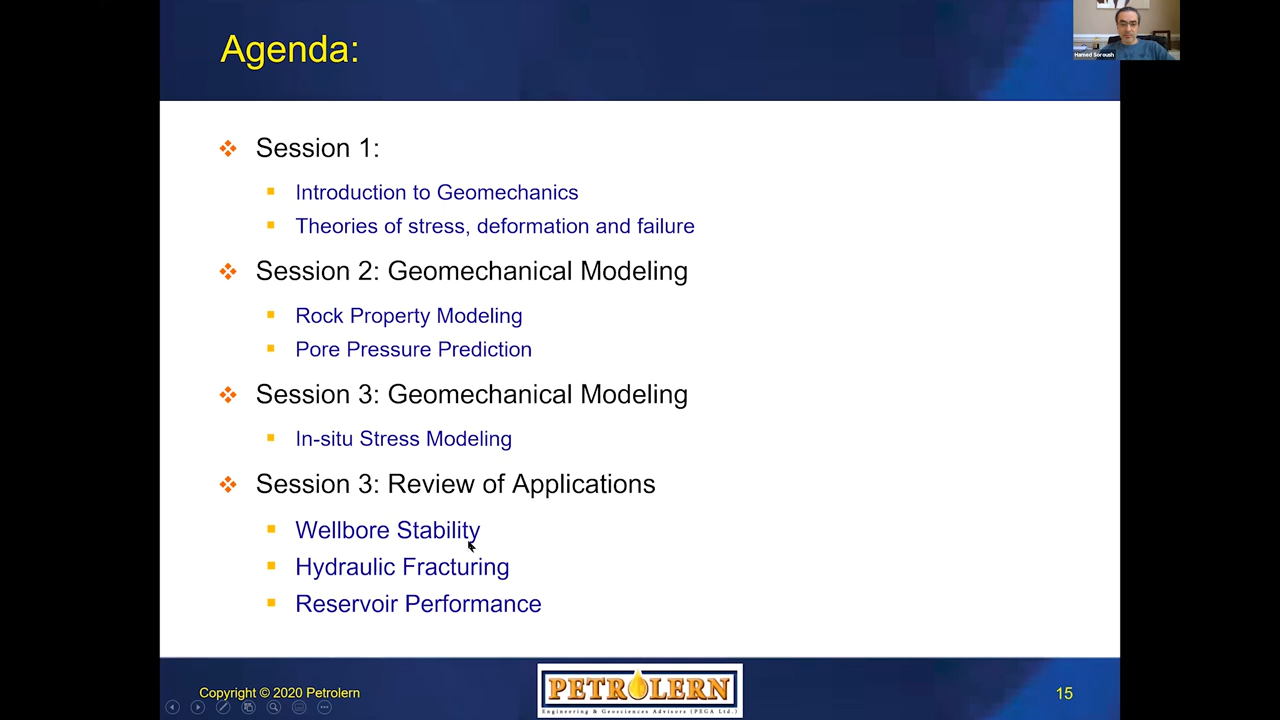 Agenda:
Hamed Soroush
Session 1:
Introduction to Geomechanics
Theories of stress, deformation and failure
Session 2: Geomechanical Modeling
Rock Property Modeling
Pore Pressure Prediction
Session 3: Geomechanical Modeling
In-situ Stress Modeling
Session 3: Review of Applications
Wellbore Stability
Hydraulic Fracturing
Reservoir Performance
Copyright © 2020 Petrolern
PETROLERN
Engineering & Geosciences Advisors (PEGA Ltd.)
15